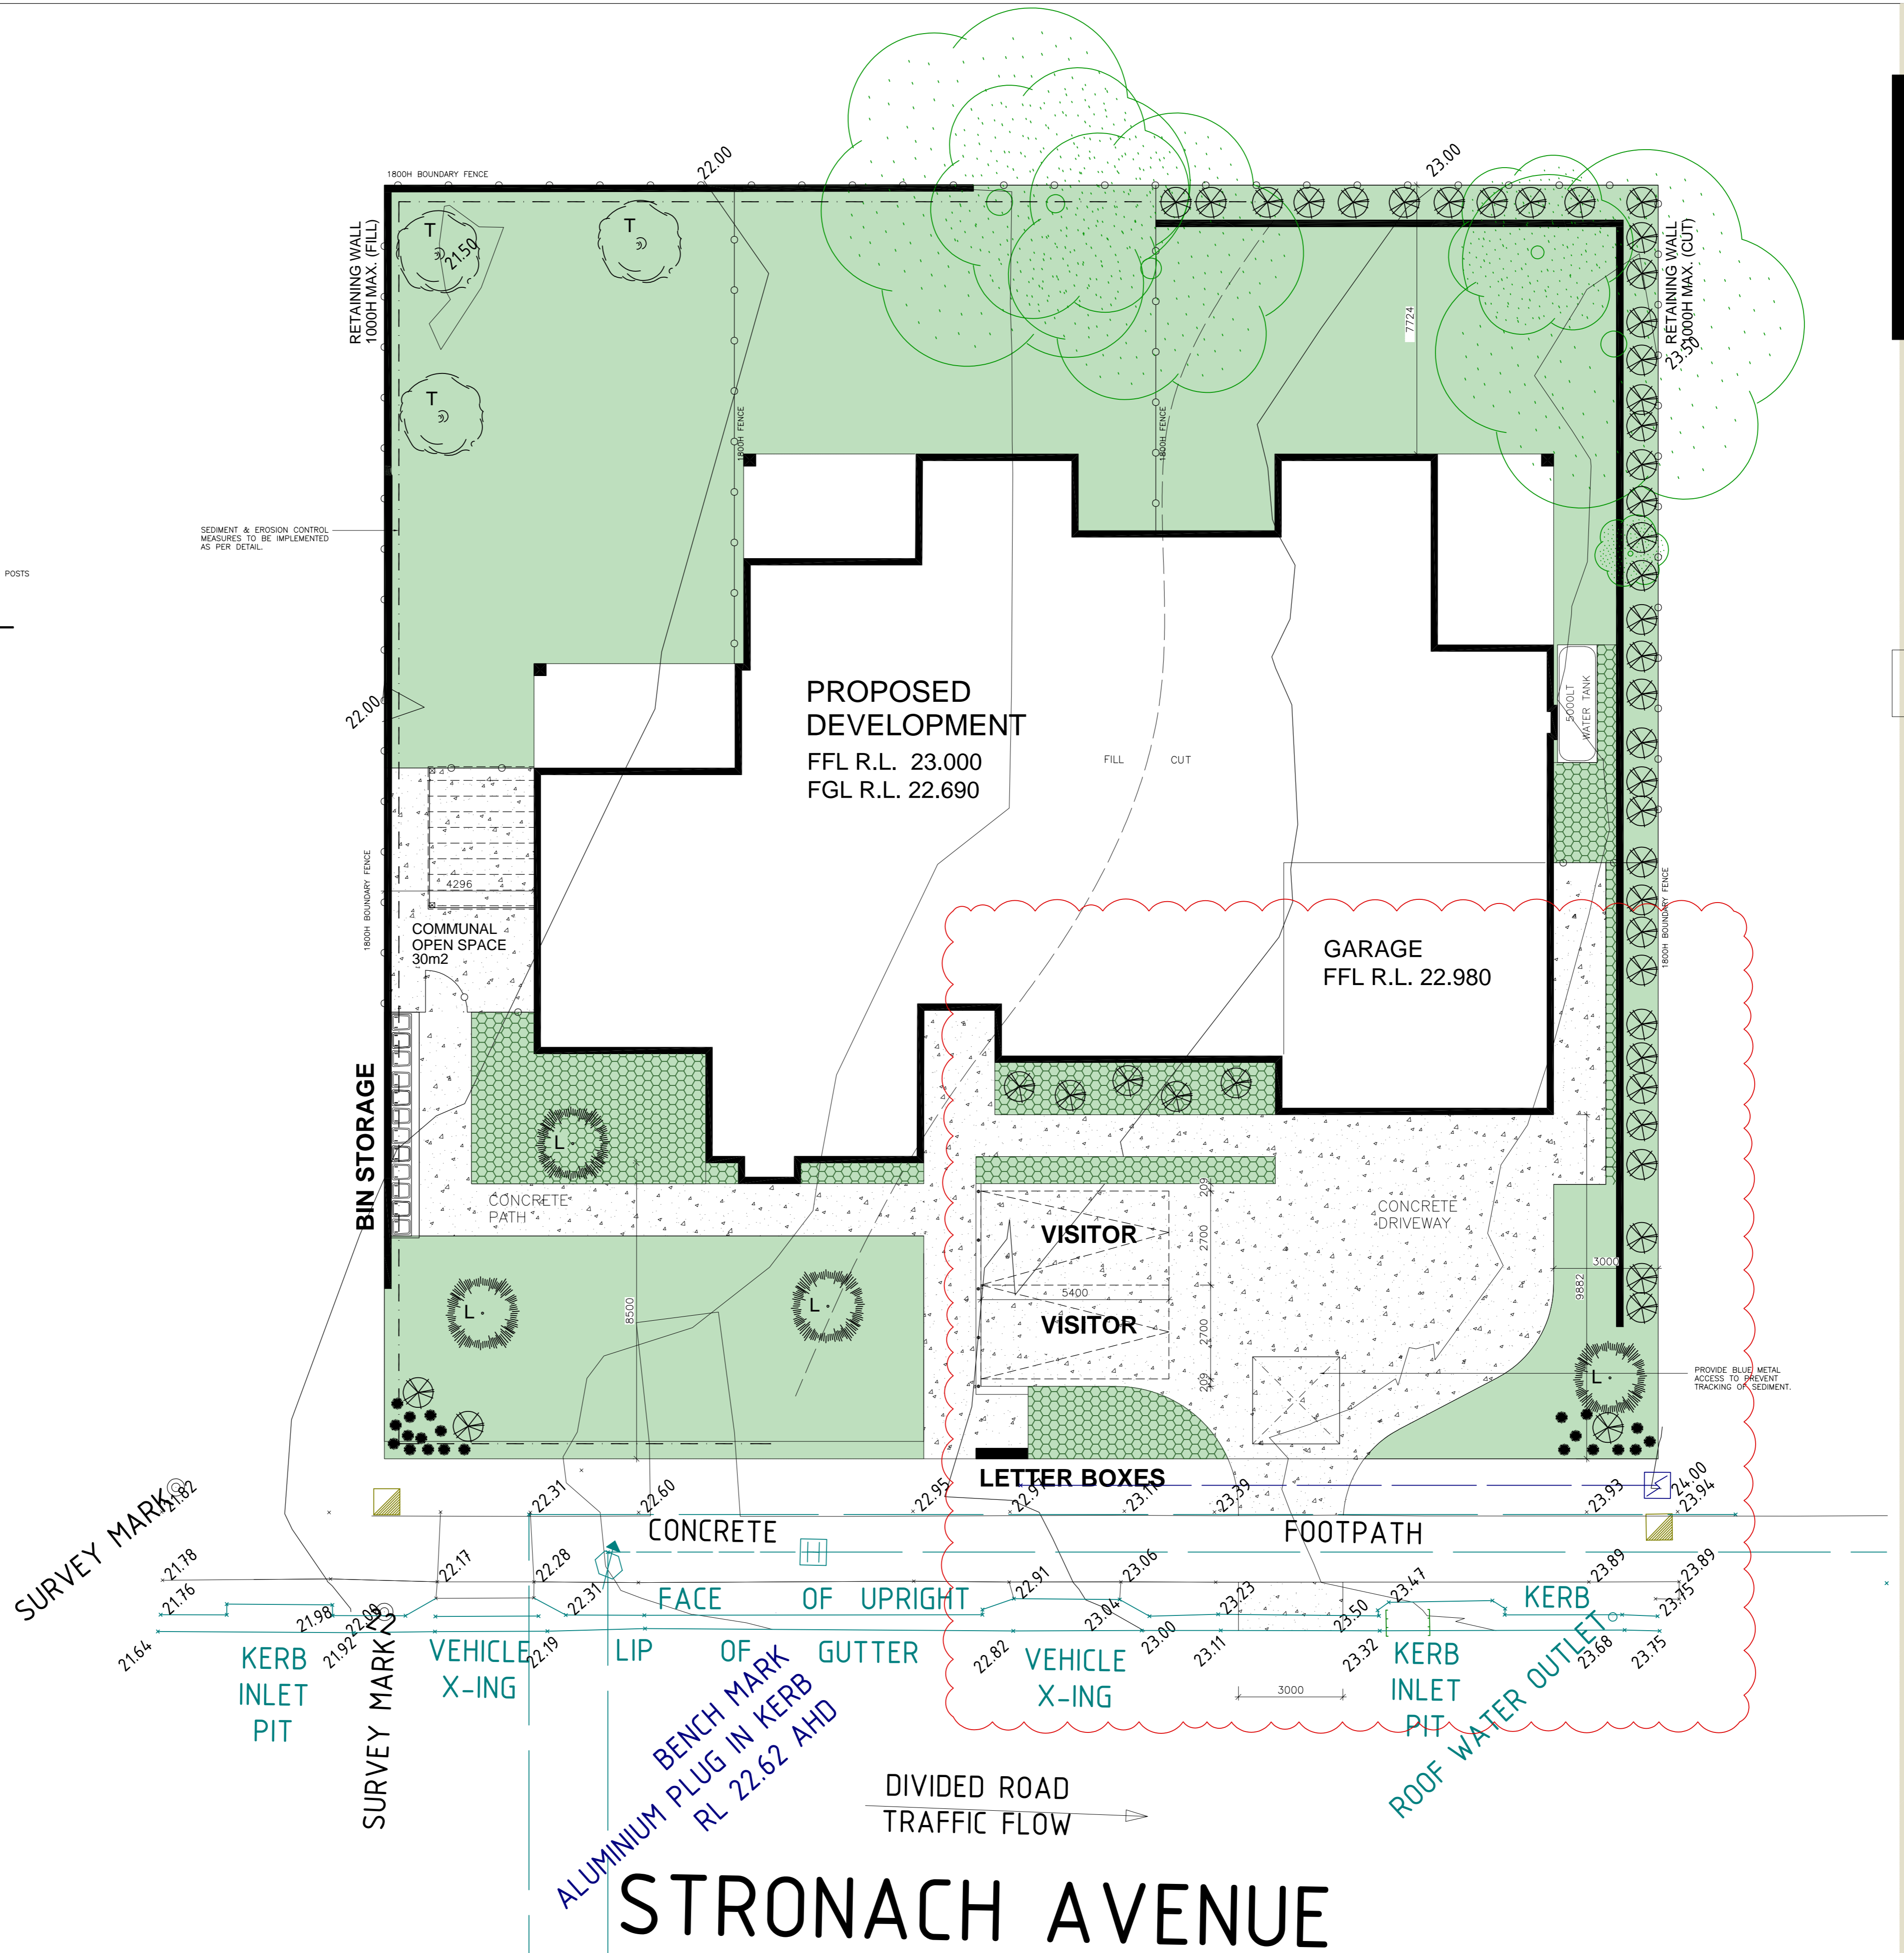 1800H BOUNDARY FENCE
22.00
23.00
RETAINING WALL
1000H MAX. (FILL)
T
21.50
T
T
RETAINING WALL
1000H MAX. (CUT)
23.50
7724
1800H FENCE
1800H FENCE
SEDIMENT & EROSION CONTROL
MEASURES TO BE IMPLEMENTED
AS PER DETAIL.
POSTS
22.00
PROPOSED
DEVELOPMENT
FFL R.L. 23.000
FGL R.L. 22.690
FILL
CUT
5000LT
WATER TANK
4296
1800H BOUNDARY FENCE
COMMUNAL
OPEN SPACE
30m2
GARAGE
FFL R.L. 22.980
1800H BOUNDARY FENCE
BIN STORAGE
L
CONCRETE
PATH
CONCRETE
DRIVEWAY
209
VISITOR
2700
5400
VISITOR
2700
209
3000
9882
8500
L
L
L
PROVIDE BLUE METAL
ACCESS TO PREVENT
TRACKING OF SEDIMENT.
LETTER BOXES
SURVEY MARK
21.82
22.31
22.60
22.95
22.97
23.11
23.39
23.93
24.00
23.94
CONCRETE
FOOTPATH
21.78
22.17
22.28
23.06
23.89
23.89
21.76
21.98
22.00
22.31
FACE OF UPRIGHT
22.91
23.04
23.23
23.50
23.47
KERB
23.75
21.64
21.92
22.19
22.82
23.00
23.11
23.32
23.68
23.75
KERB
INLET
PIT
SURVEY MARK
VEHICLE
X-ING
LIP OF GUTTER
VEHICLE
X-ING
KERB
INLET
PIT
ROOF WATER OUTLET
3000
BENCH MARK
ALUMINIUM PLUG IN KERB
RL 22.62 AHD
DIVIDED ROAD
TRAFFIC FLOW
STRONACH AVENUE